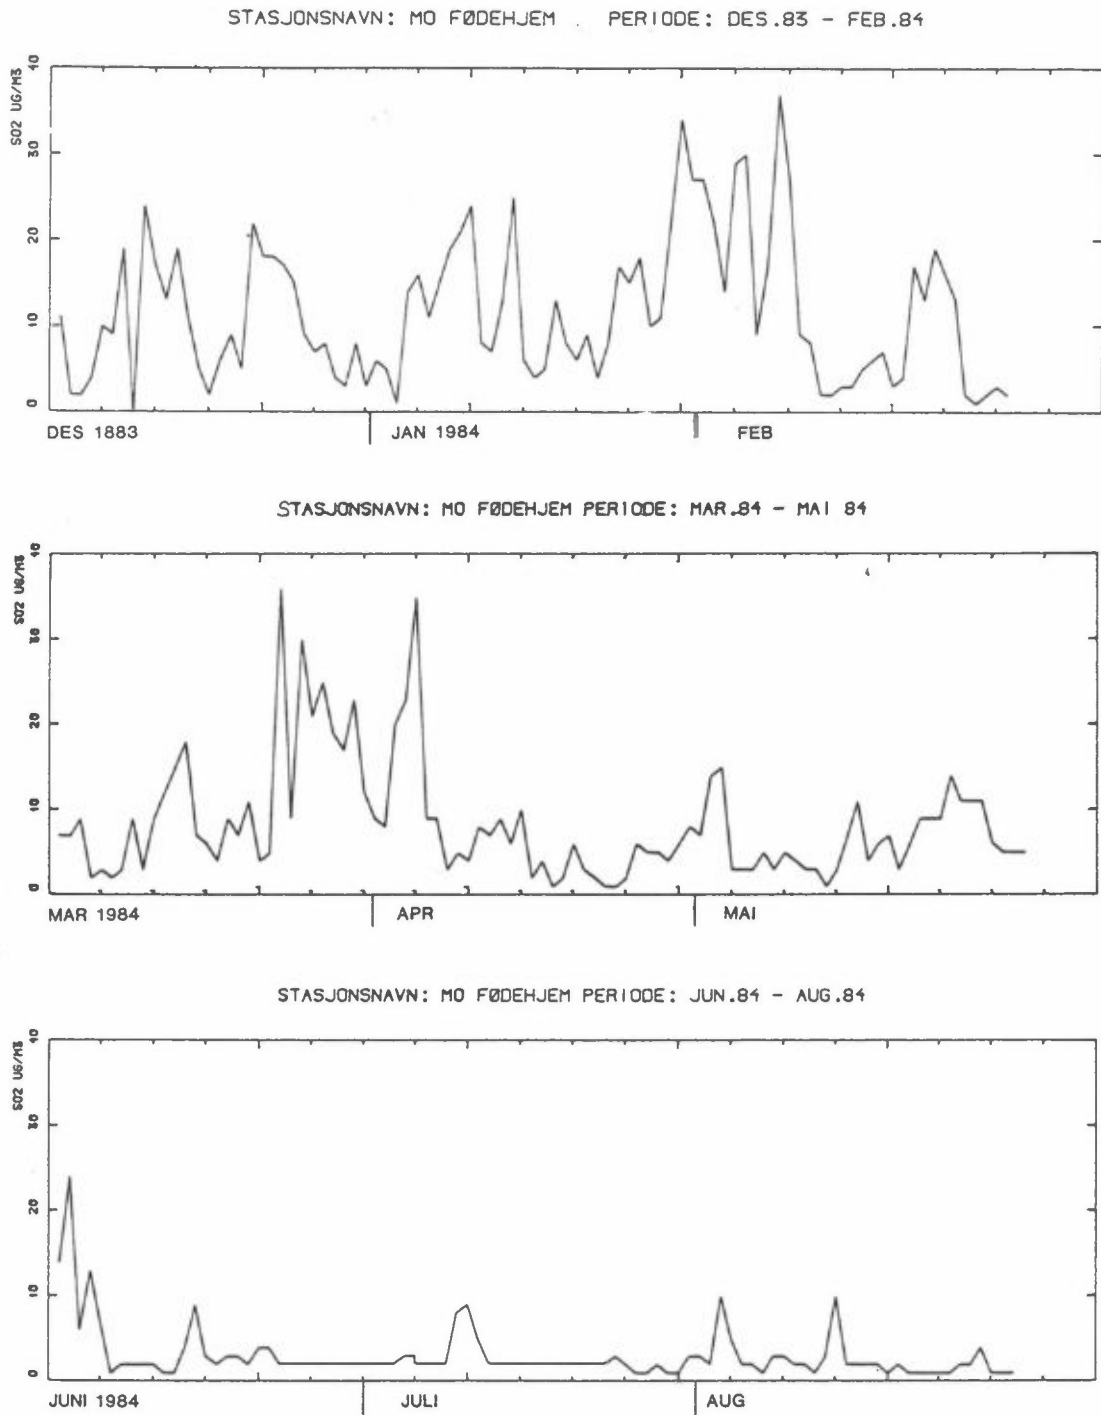 STASJONSNAVN: MO FØDEHJEM . PERIODE: DES.83 - FEB.84
SO2 UG/M3
40
30
20
10
0
DES 1883
JAN 1984
FEB
STASJONSNAVN: MO FØDEHJEM PERIODE: MAR.84 - MAI 84
SO2 UG/M3
40
30
20
10
0
MAR 1984
APR
MAI
STASJONSNAVN: MO FØDEHJEM PERIODE: JUN.84 - AUG.84
SO2 UG/M3
40
30
20
10
0
JUNI 1984
JULI
AUG